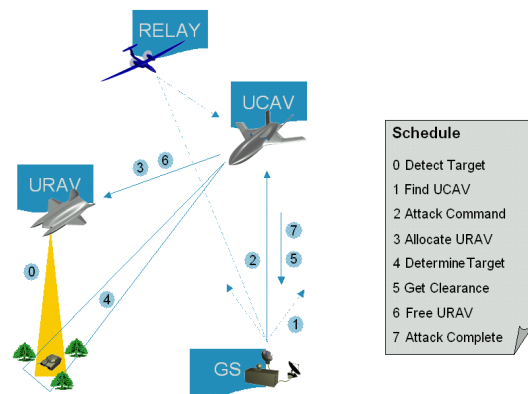 RELAY
UCAV
3 6
URAV
0
4
2
7
5
1
GS
Schedule
0 Detect Target
1 Find UCAV
2 Attack Command
3 Allocate URAV
4 Determine Target
5 Get Clearance
6 Free URAV
7 Attack Complete